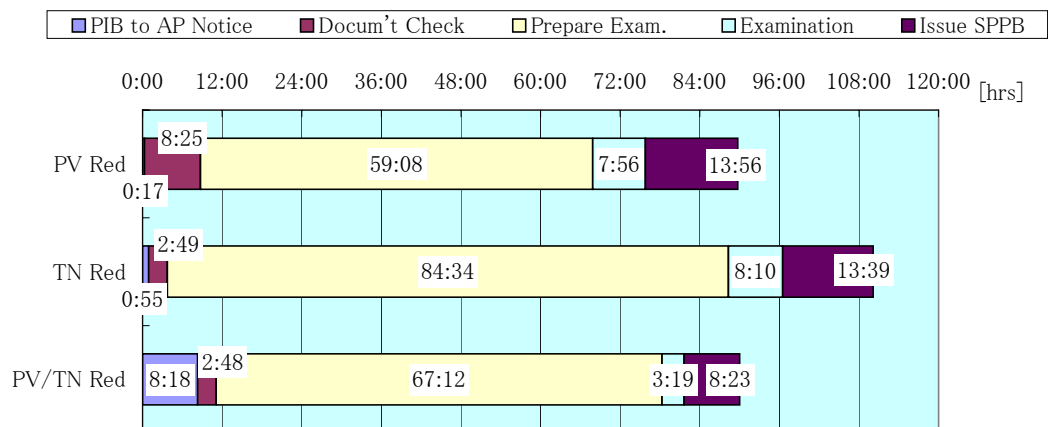 PIB to AP Notice Docum't Check Prepare Exam. Examination Issue SPPB
0:00 12:00 24:00 36:00 48:00 60:00 72:00 84:00 96:00 108:00 120:00 [hrs]
8:25
PV Red 59:08 7:56 13:56
0:17
2:49
TN Red 84:34 8:10 13:39
0:55
2:48
PV/TN Red 8:18 67:12 3:19 8:23